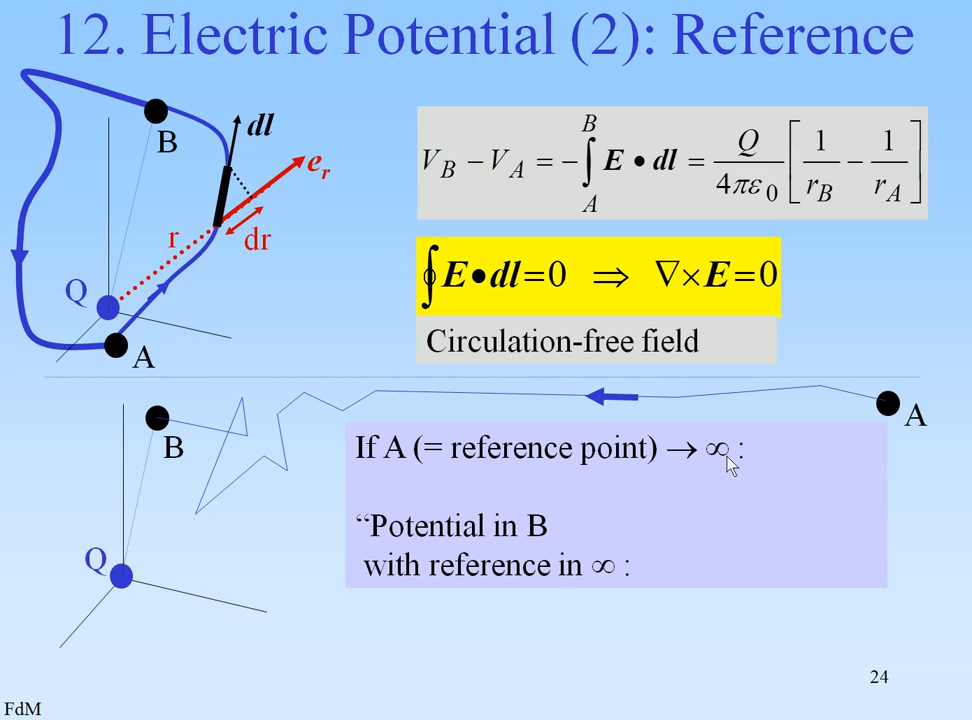 12. Electric Potential (2): Reference
B
dl
e_r
r
dr
Q
A
V_B − V_A = −∫_A^B E • dl = Q/(4πε_0) [1/r_B − 1/r_A]
∮E•dl=0 ⇒ ∇×E=0
Circulation-free field
A
B
Q
If A (= reference point) → ∞ :
“Potential in B
with reference in ∞ :
24
FdM